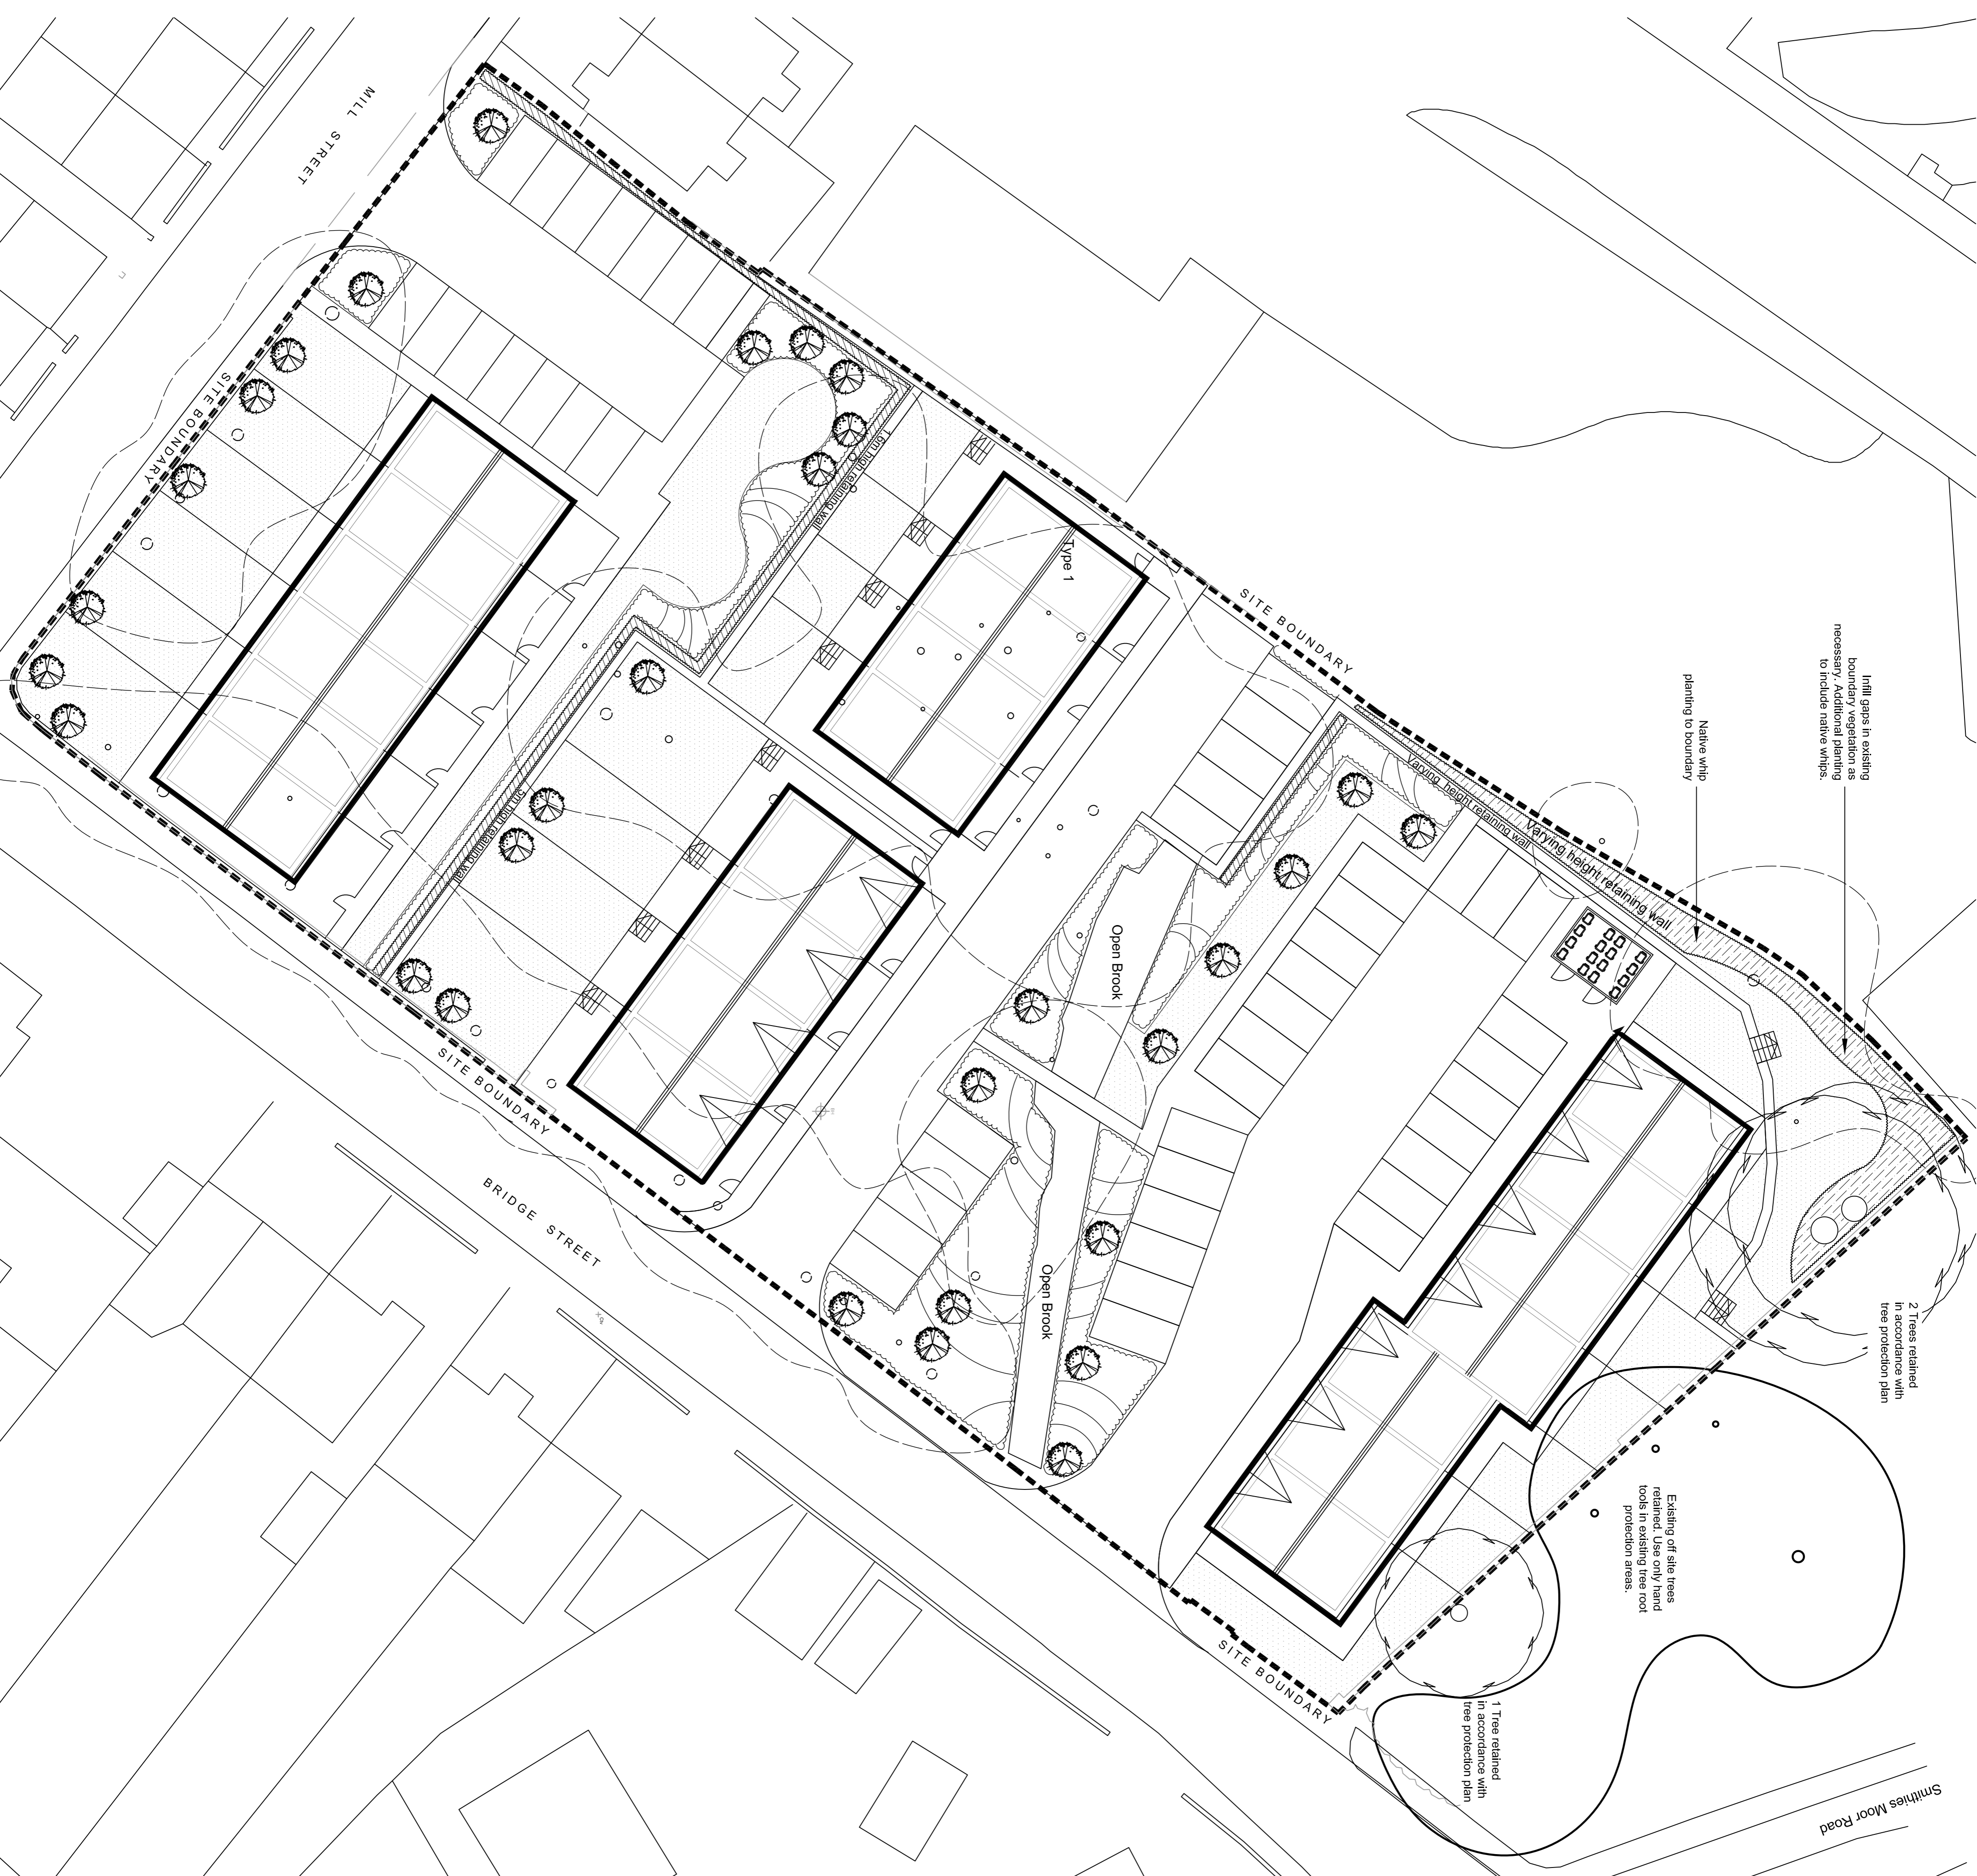 MILL STREET
SITE BOUNDARY
1.6m high retaining wall
Type 1
SITE BOUNDARY
Infill gaps in existing
boundary vegetation as
necessary. Additional planting
to include native whips.
Native whip
planting to boundary
Varying height retaining wall
Varying height retaining wall
5m high retaining wall
Open Brook
SITE BOUNDARY
BRIDGE STREET
Open Brook
2 Trees retained
in accordance with
tree protection plan
Existing off site trees
retained. Use only hand
tools in existing tree root
protection areas.
SITE BOUNDARY
1 Tree retained
in accordance with
tree protection plan
Smithies Moor Road